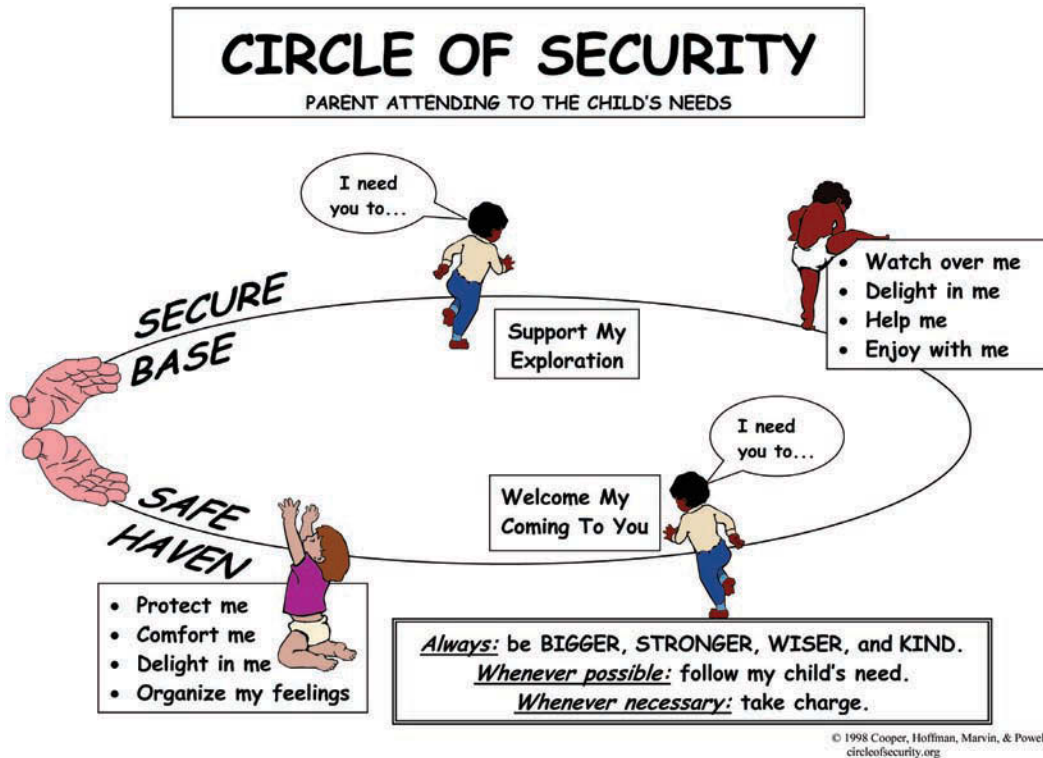 CIRCLE OF SECURITY
PARENT ATTENDING TO THE CHILD'S NEEDS
I need
you to...
SECURE
BASE
Support My
Exploration
• Watch over me
• Delight in me
• Help me
• Enjoy with me
I need
you to...
Welcome My
Coming To You
SAFE
HAVEN
• Protect me
• Comfort me
• Delight in me
• Organize my feelings
Always: be BIGGER, STRONGER, WISER, and KIND.
Whenever possible: follow my child's need.
Whenever necessary: take charge.
© 1998 Cooper, Hoffman, Marvin, & Powel
circleofsecurity.org